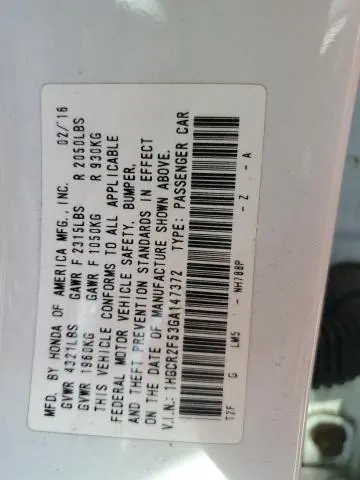 MFD. BY HONDA OF AMERICA MFG., INC. 02/'16
GVWR 4321LBS GAWR F 2315LBS R 2050LBS
GVWR 1960KG GAWR F 1050KG R 930KG
THIS VEHICLE CONFORMS TO ALL APPLICABLE
FEDERAL MOTOR VEHICLE SAFETY, BUMPER,
AND THEFT PREVENTION STANDARDS IN EFFECT
ON THE DATE OF MANUFACTURE SHOWN ABOVE.
V.I.N.: 1HGCR2F53GA147372 TYPE: PASSENGER CAR
T2F G LM5 - NH788P - Z - A